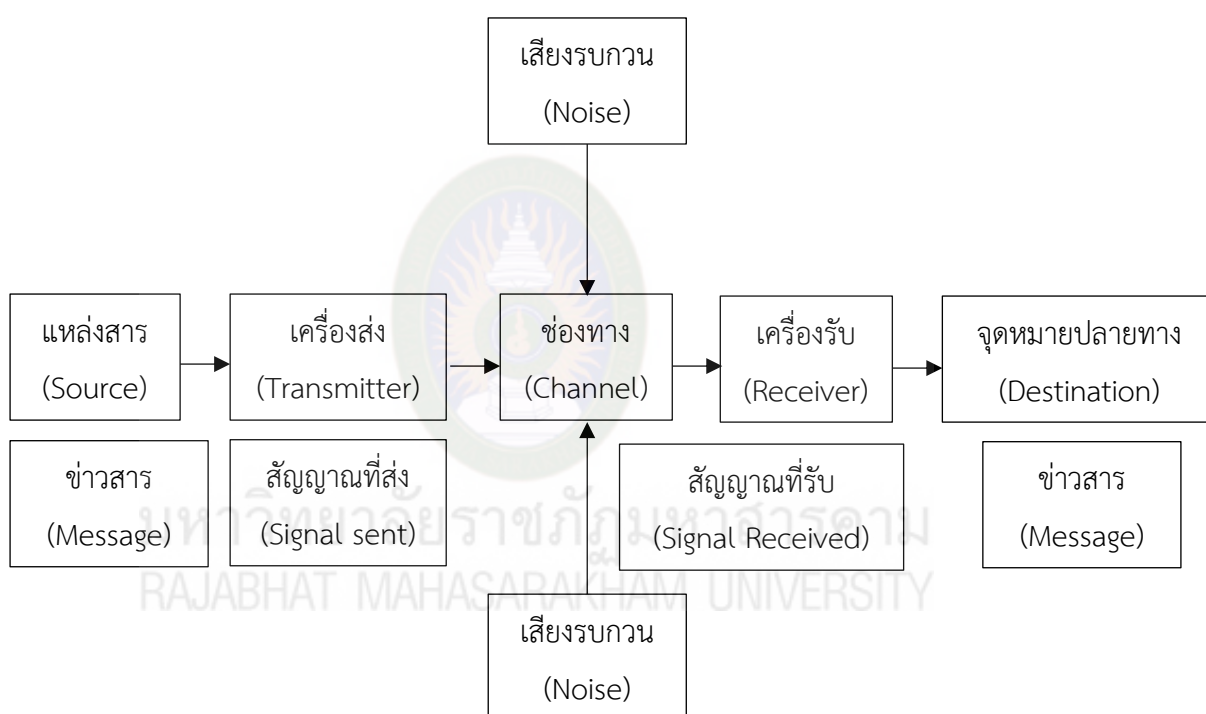 เสียงรบกวน
(Noise)
แหล่งสาร
(Source)
เครื่องส่ง
(Transmitter)
ช่องทาง
(Channel)
เครื่องรับ
(Receiver)
จุดหมายปลายทาง
(Destination)
ข่าวสาร
(Message)
สัญญาณที่ส่ง
(Signal sent)
สัญญาณที่รับ
(Signal Received)
ข่าวสาร
(Message)
มหาวิทยาลัยราชภัฏมหาสารคาม
RAJABHAT MAHASARAKHAM UNIVERSITY
เสียงรบกวน
(Noise)